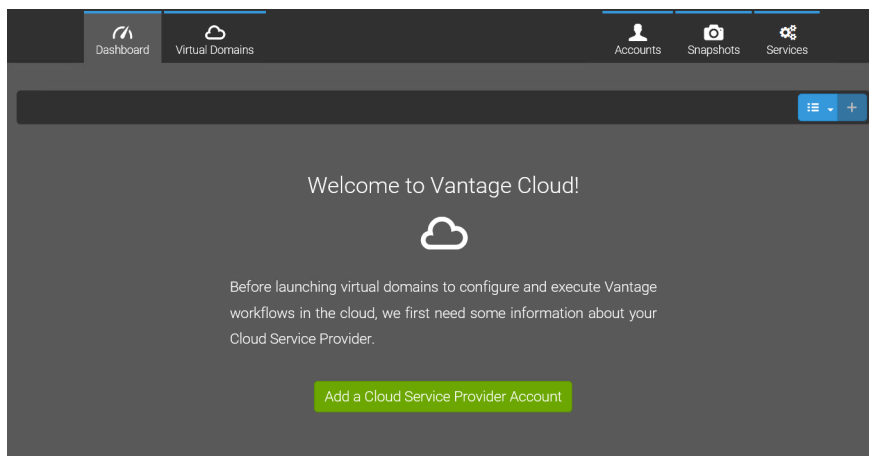 Dashboard
Virtual Domains
Accounts
Snapshots
Services
Welcome to Vantage Cloud!
Before launching virtual domains to configure and execute Vantage
workflows in the cloud, we first need some information about your
Cloud Service Provider.
Add a Cloud Service Provider Account